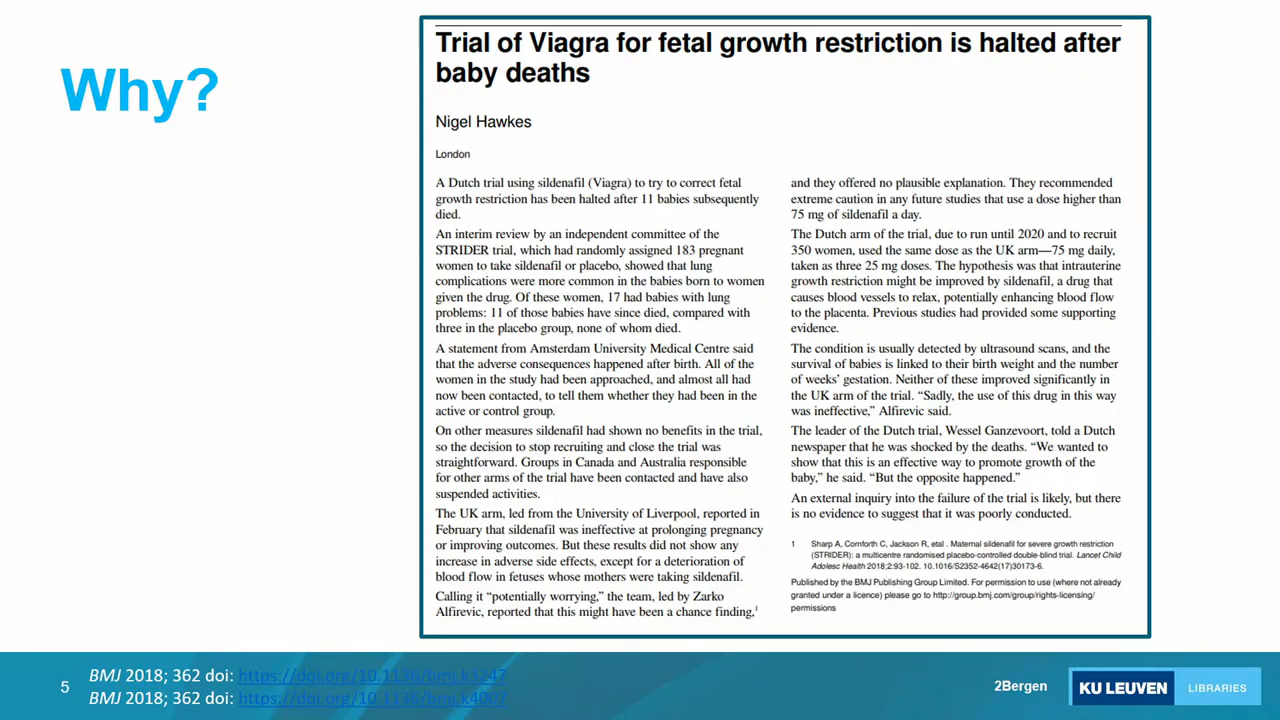 Why?
Trial of Viagra for fetal growth restriction is halted after
baby deaths
Nigel Hawkes
London
A Dutch trial using sildenafil (Viagra) to try to correct fetal
growth restriction has been halted after 11 babies subsequently
died.
An interim review by an independent committee of the
STRIDER trial, which had randomly assigned 183 pregnant
women to take sildenafil or placebo, showed that lung
complications were more common in the babies born to women
given the drug. Of these women, 17 had babies with lung
problems: 11 of those babies have since died, compared with
three in the placebo group, none of whom died.
A statement from Amsterdam University Medical Centre said
that the adverse consequences happened after birth. All of the
women in the study had been approached, and almost all had
now been contacted, to tell them whether they had been in the
active or control group.
On other measures sildenafil had shown no benefits in the trial,
so the decision to stop recruiting and close the trial was
straightforward. Groups in Canada and Australia responsible
for other arms of the trial have been contacted and have also
suspended activities.
The UK arm, led from the University of Liverpool, reported in
February that sildenafil was ineffective at prolonging pregnancy
or improving outcomes. But these results did not show any
increase in adverse side effects, except for a deterioration of
blood flow in fetuses whose mothers were taking sildenafil.
Calling it “potentially worrying,” the team, led by Zarko
Alfirevic, reported that this might have been a chance finding,1
and they offered no plausible explanation. They recommended
extreme caution in any future studies that use a dose higher than
75 mg of sildenafil a day.
The Dutch arm of the trial, due to run until 2020 and to recruit
350 women, used the same dose as the UK arm—75 mg daily,
taken as three 25 mg doses. The hypothesis was that intrauterine
growth restriction might be improved by sildenafil, a drug that
causes blood vessels to relax, potentially enhancing blood flow
to the placenta. Previous studies had provided some supporting
evidence.
The condition is usually detected by ultrasound scans, and the
survival of babies is linked to their birth weight and the number
of weeks’ gestation. Neither of these improved significantly in
the UK arm of the trial. “Sadly, the use of this drug in this way
was ineffective,” Alfirevic said.
The leader of the Dutch trial, Wessel Ganzevoort, told a Dutch
newspaper that he was shocked by the deaths. “We wanted to
show that this is an effective way to promote growth of the
baby,” he said. “But the opposite happened.”
An external inquiry into the failure of the trial is likely, but there
is no evidence to suggest that it was poorly conducted.
1 Sharp A, Cornforth C, Jackson R, etal . Maternal sildenafil for severe growth restriction
(STRIDER): a multicentre randomised placebo-controlled double-blind trial. Lancet Child
Adolesc Health 2018;2:93-102. 10.1016/S2352-4642(17)30173-6.
Published by the BMJ Publishing Group Limited. For permission to use (where not already
granted under a licence) please go to http://group.bmj.com/group/rights-licensing/
permissions
5
BMJ 2018; 362 doi: https://doi.org/10.1136/bmj.k3247
BMJ 2018; 362 doi:
2Bergen
KU LEUVEN
LIBRARIES